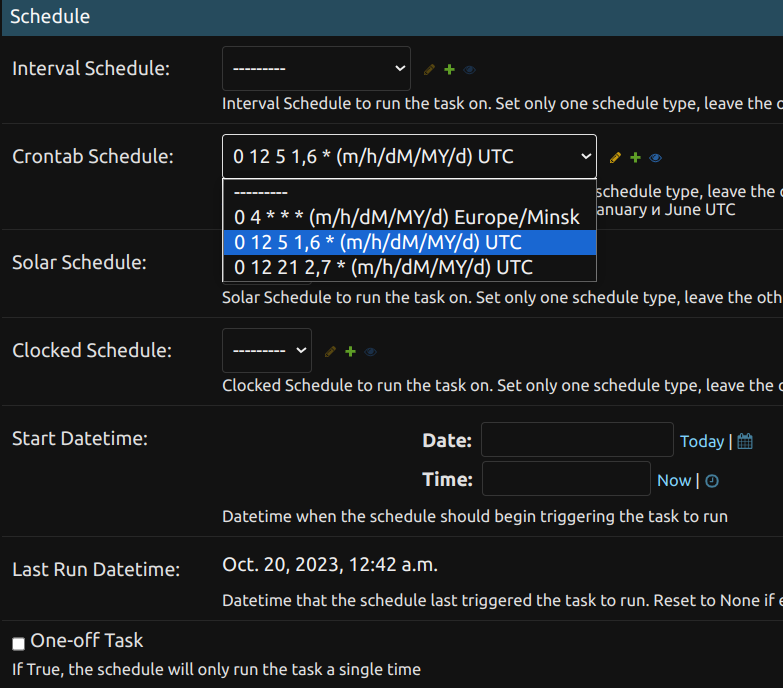 Schedule
Interval Schedule:
---------
Interval Schedule to run the task on. Set only one schedule type, leave the
Crontab Schedule:
0 12 5 1,6 * (m/h/dM/MY/d) UTC
---------
schedule type, leave the
0 4 * * * (m/h/dM/MY/d) Europe/Minsk
anuary и June UTC
0 12 5 1,6 * (m/h/dM/MY/d) UTC
0 12 21 2,7 * (m/h/dM/MY/d) UTC
Solar Schedule:
Solar Schedule to run the task on. Set only one schedule type, leave the oth
Clocked Schedule:
---------
Clocked Schedule to run the task on. Set only one schedule type, leave the
Start Datetime:
Date:
Today |
Time:
Now |
Datetime when the schedule should begin triggering the task to run
Last Run Datetime:
Oct. 20, 2023, 12:42 a.m.
Datetime that the schedule last triggered the task to run. Reset to None if
One-off Task
If True, the schedule will only run the task a single time